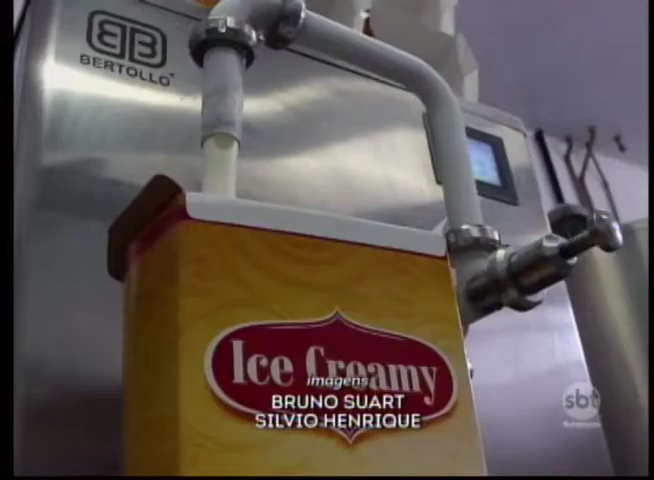 BERTOLLO
Ice Creamy
imagens
BRUNO SUART
SILVIO HENRIQUE
sbt